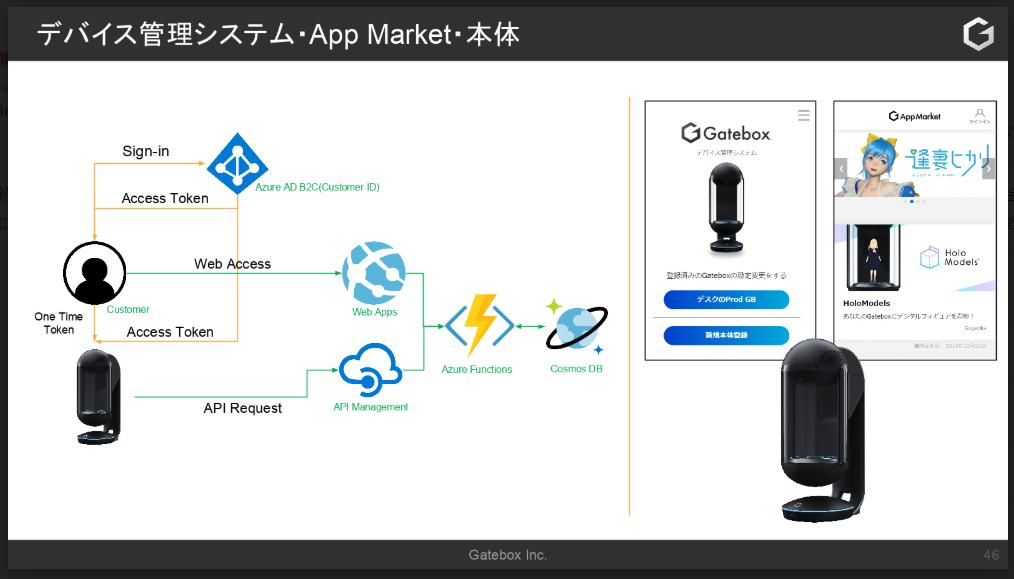 デバイス管理システム・App Market・本体
Sign-in
Azure AD B2C(Customer ID)
Access Token
Web Access
Web Apps
Customer
One Time
Token
Access Token
Azure Functions
Cosmos DB
API Management
API Request
Gatebox
デバイス管理システム
登録済みのGateboxの設定変更をする
デスクのProd GB
新規本体登録
App Market
サインイン
逢妻ヒカリ
Holo
Models
HoloModels
あなたのGateboxにデジタルフィギュアを召喚！
Gugenka
Gatebox Inc.
46